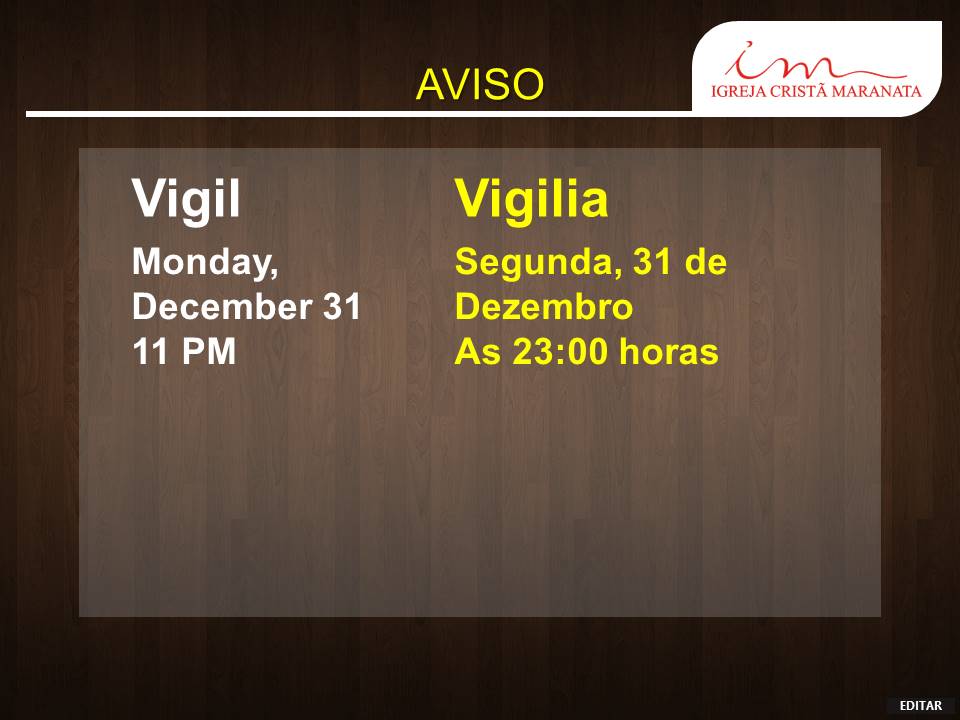 AVISO
im
IGREJA CRISTÃ MARANATA
Vigil
Monday,
December 31
11 PM
Vigilia
Segunda, 31 de
Dezembro
As 23:00 horas
EDITAR